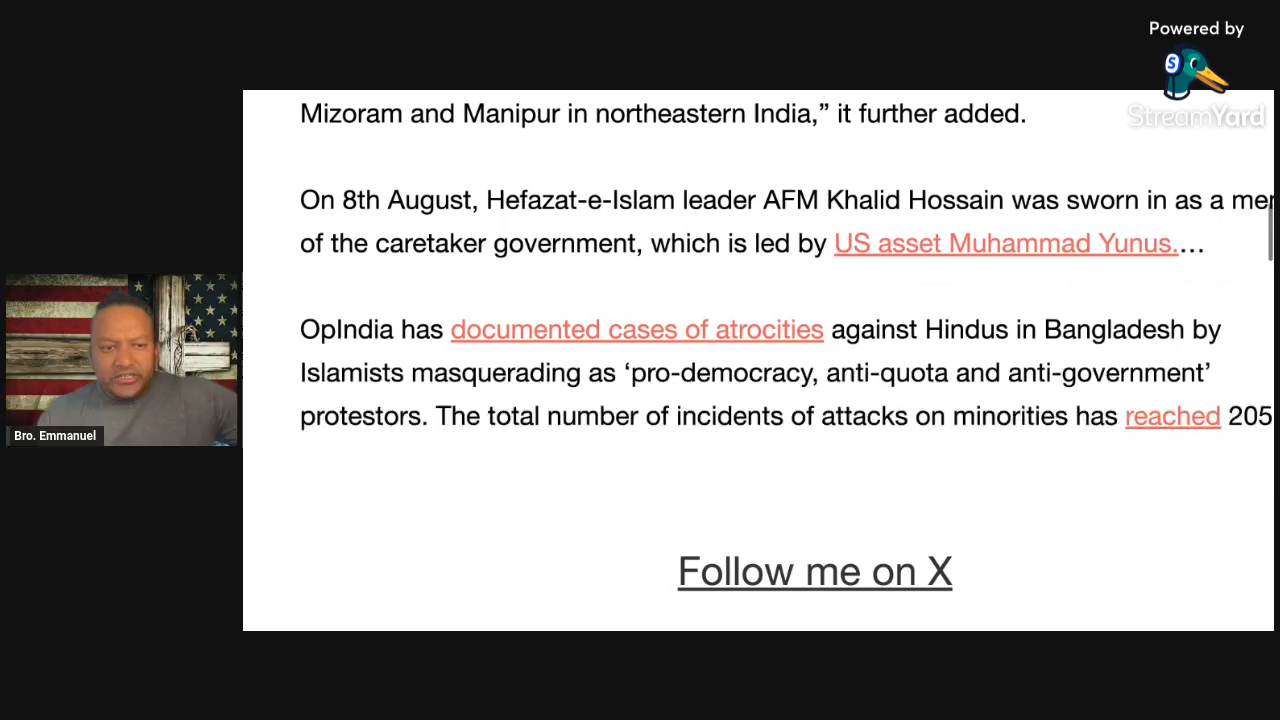 Powered by
S
StreamYard
Mizoram and Manipur in northeastern India,” it further added.
On 8th August, Hefazat-e-Islam leader AFM Khalid Hossain was sworn in as a
of the caretaker government, which is led by US asset Muhammad Yunus.…
OpIndia has documented cases of atrocities against Hindus in Bangladesh by
Islamists masquerading as ‘pro-democracy, anti-quota and anti-government’
protestors. The total number of incidents of attacks on minorities has reached 205
Bro. Emmanuel
Follow me on X